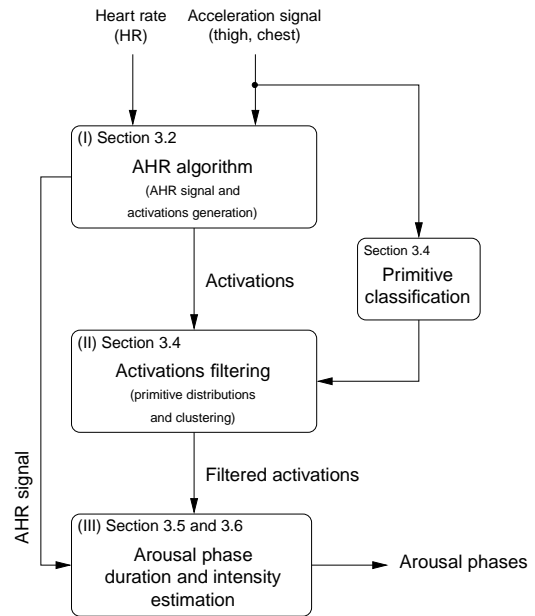 Heart rate
(HR)
Acceleration signal
(thigh, chest)
(I) Section 3.2
AHR algorithm
(AHR signal and
activations generation)
Section 3.4
Primitive
classification
Activations
(II) Section 3.4
Activations filtering
(primitive distributions
and clustering)
Filtered activations
AHR signal
(III) Section 3.5 and 3.6
Arousal phase
duration and intensity
estimation
Arousal phases